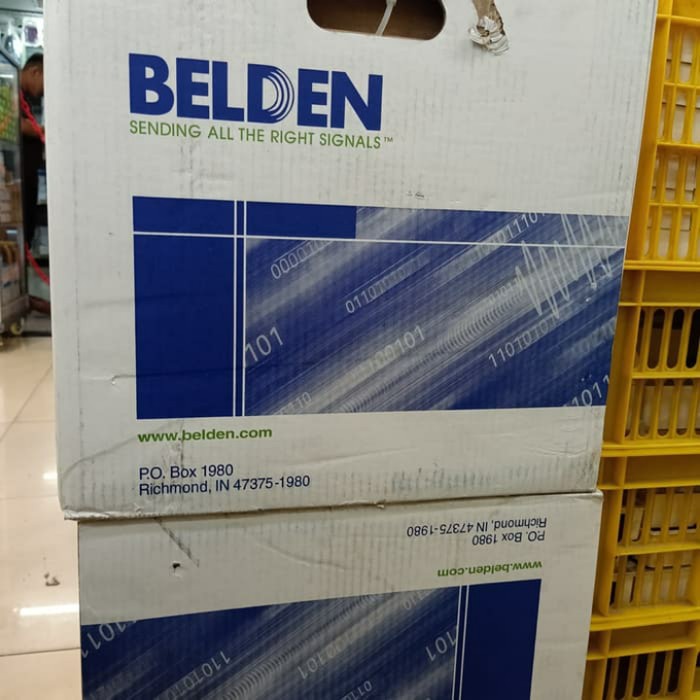 BELDEN
SENDING ALL THE RIGHT SIGNALS™
www.belden.com
P.O. Box 1980
Richmond, IN 47375-1980
P.O. Box 1980
Richmond, IN 47375-1980
www.belden.com